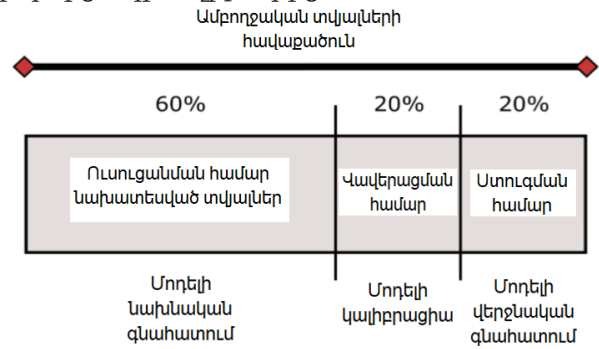 Ամբողջական տվյալների
հավաքածուն
60%
20%
20%
Ուսուցանման համար
նախատեսված տվյալներ
Վավերացման
համար
Ստուգման
համար
Մոդելի
նախնական
գնահատում
Մոդելի
կալիբրացիա
Մոդելի
վերջնական
գնահատում